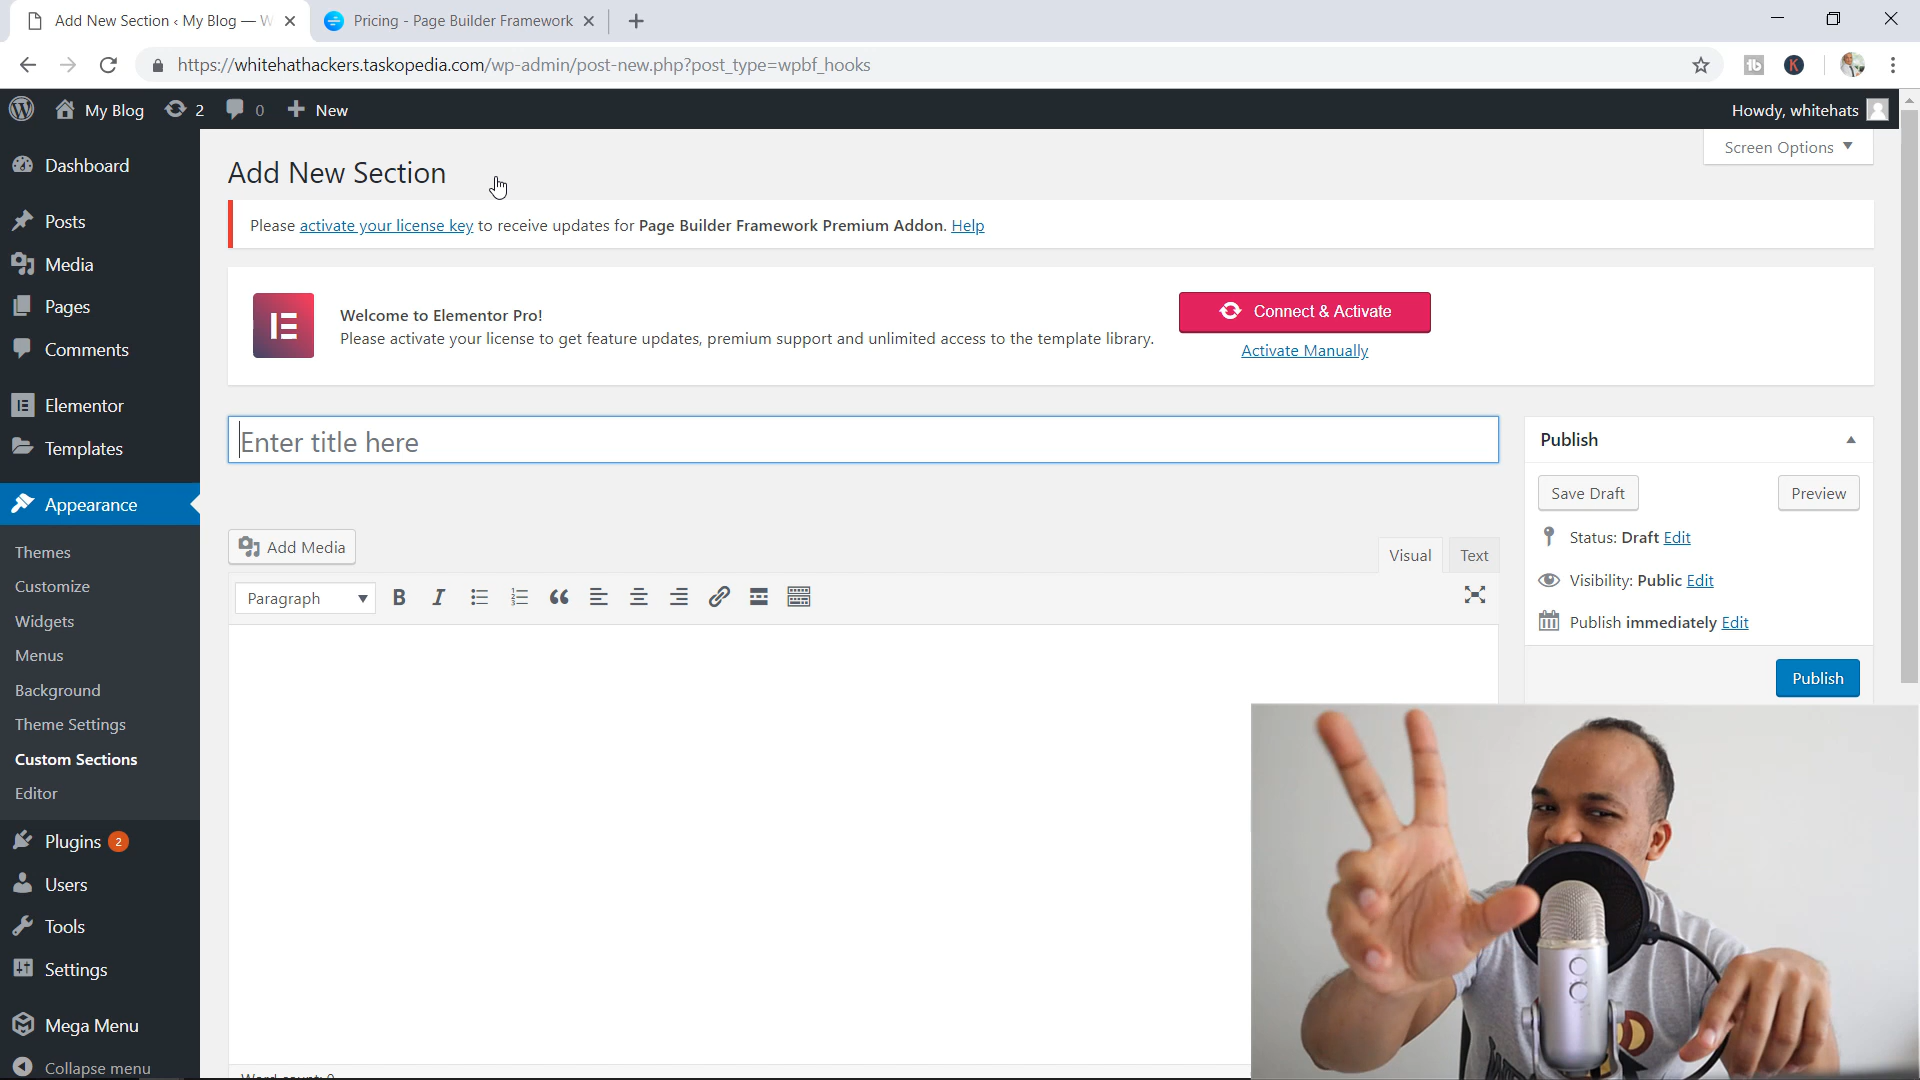 Add New Section ‹ My Blog — W
Pricing - Page Builder Framework
https://whitehathackers.taskopedia.com/wp-admin/post-new.php?post_type=wpbf_hooks
My Blog
2
0
New
Howdy, whitehats
Dashboard
Posts
Media
Pages
Comments
Elementor
Templates
Appearance
Themes
Customize
Widgets
Menus
Background
Theme Settings
Custom Sections
Editor
Plugins 2
Users
Tools
Settings
Mega Menu
Collapse menu
Screen Options
Add New Section
Please activate your license key to receive updates for Page Builder Framework Premium Addon. Help
Welcome to Elementor Pro!
Please activate your license to get feature updates, premium support and unlimited access to the template library.
Connect & Activate
Activate Manually
Enter title here
Add Media
Visual
Text
Paragraph
B
I
Publish
Save Draft
Preview
Status: Draft Edit
Visibility: Public Edit
Publish immediately Edit
Publish